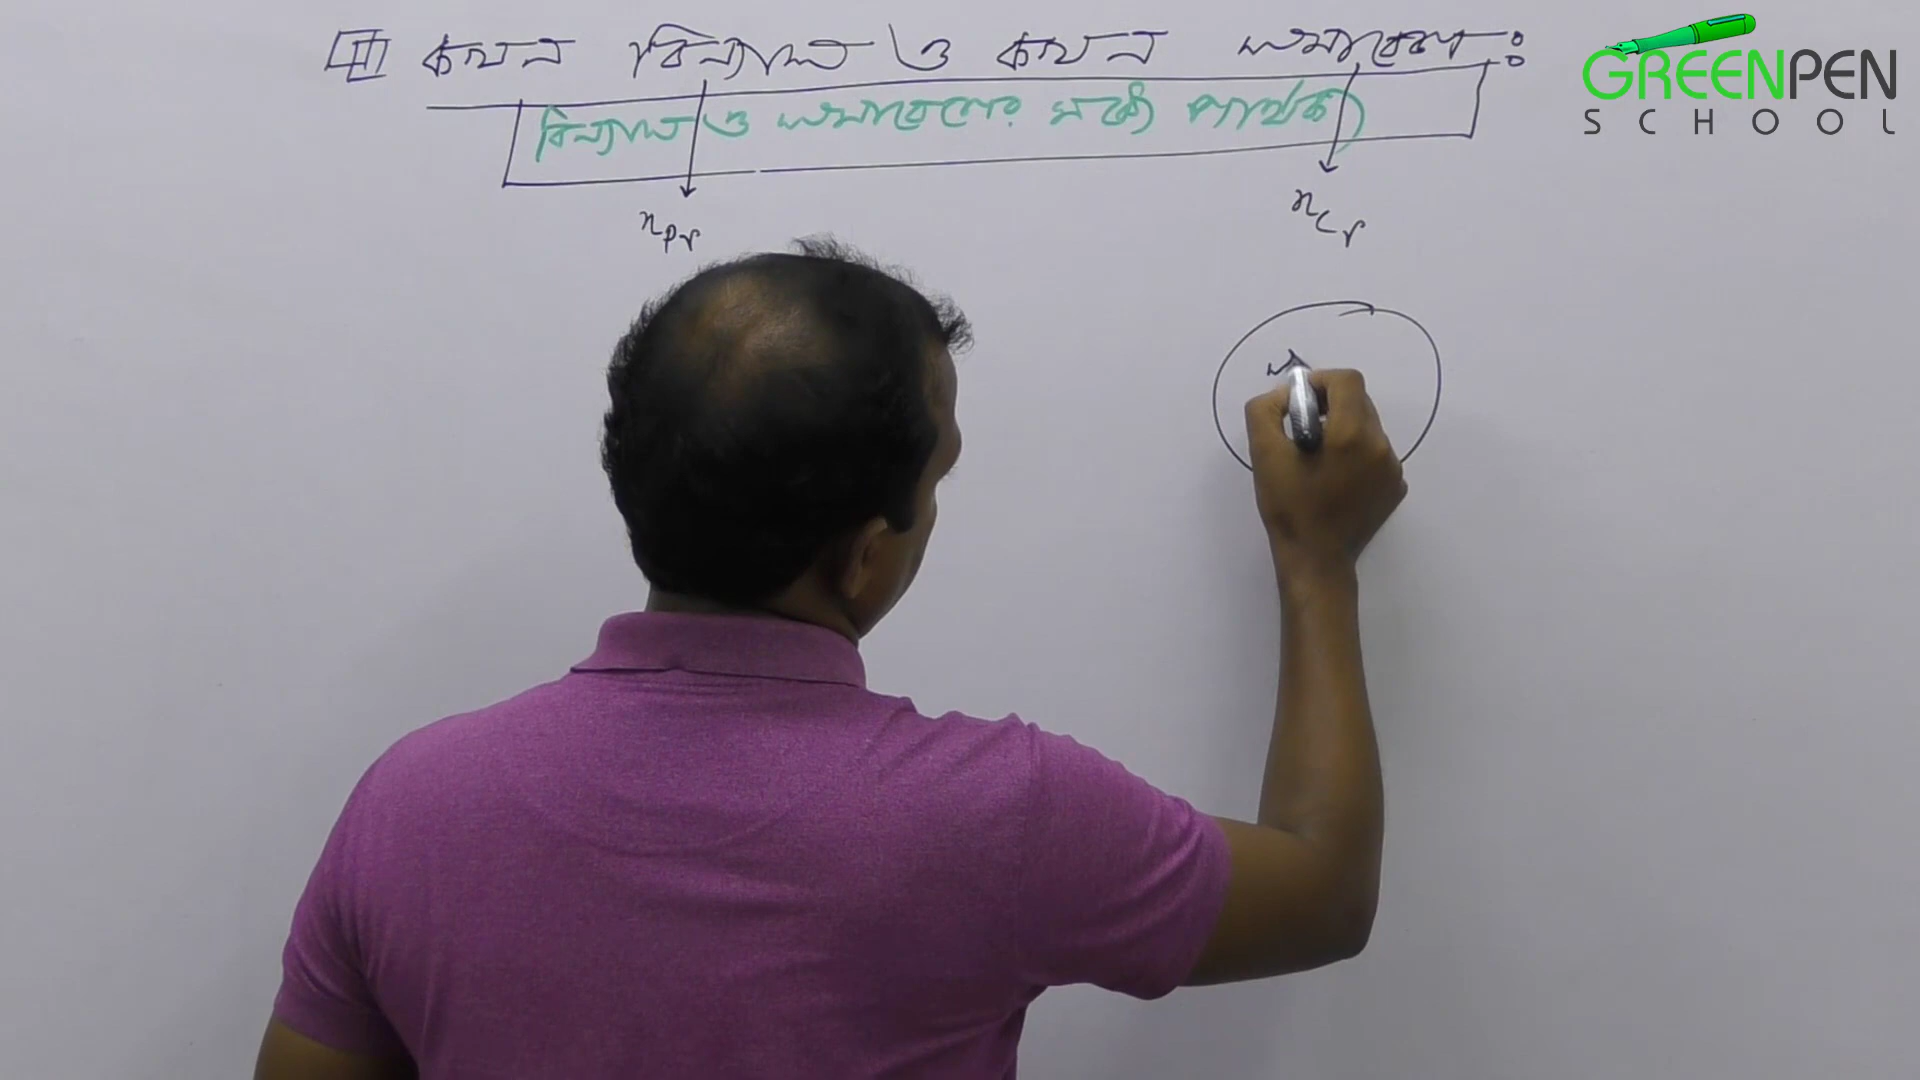 কখন বিন্যাস ও কখন সমাবেশ:
বিন্যাস ও সমাবেশের মধ্যে পার্থক্য
nPr
nCr
স
GREENPEN
SCHOOL